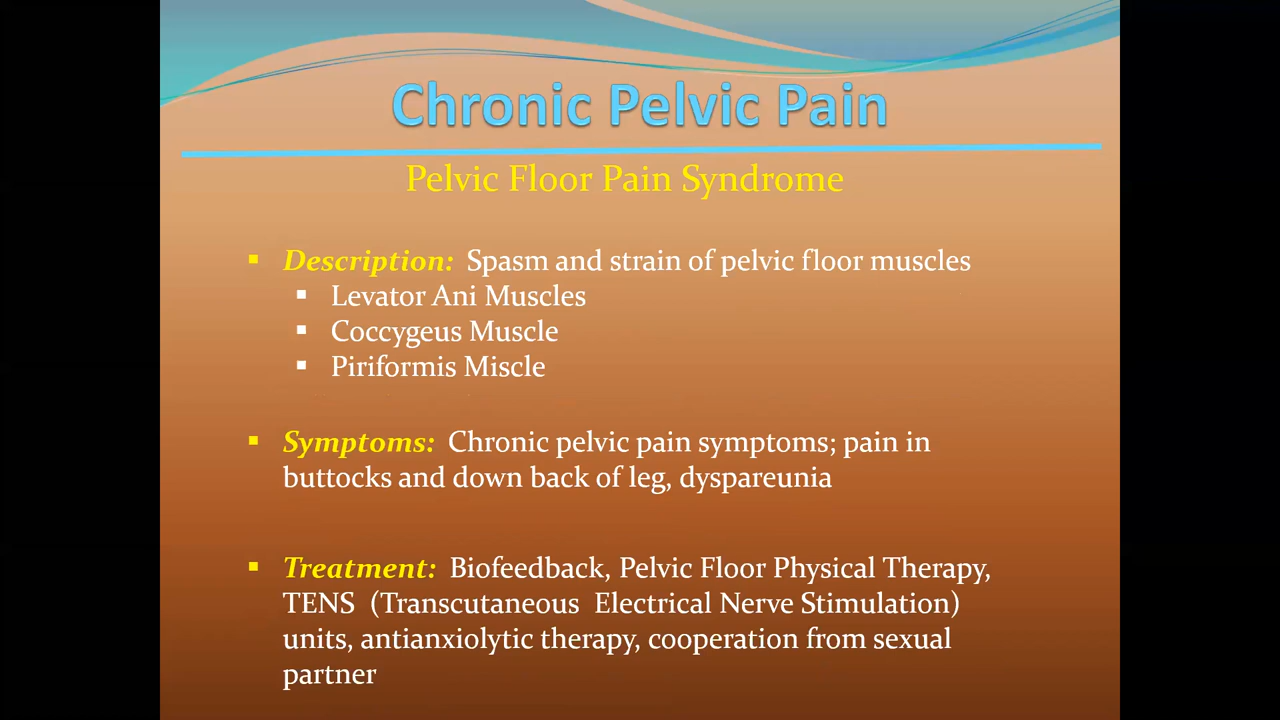 Chronic Pelvic Pain
Pelvic Floor Pain Syndrome
▪ Description: Spasm and strain of pelvic floor muscles
▪ Levator Ani Muscles
▪ Coccygeus Muscle
▪ Piriformis Miscle
▪ Symptoms: Chronic pelvic pain symptoms; pain in
buttocks and down back of leg, dyspareunia
▪ Treatment: Biofeedback, Pelvic Floor Physical Therapy,
TENS (Transcutaneous Electrical Nerve Stimulation)
units, antianxiolytic therapy, cooperation from sexual
partner